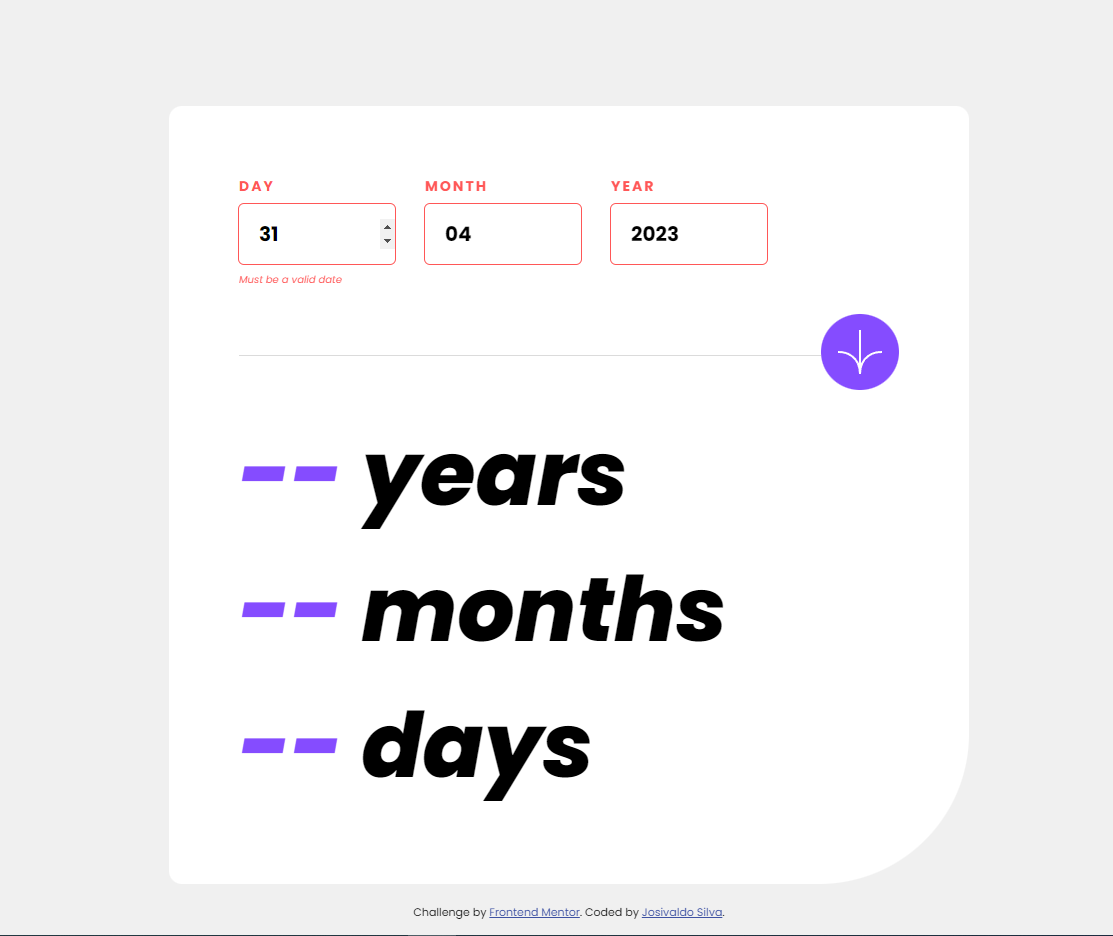 DAY MONTH YEAR
31 04 2023
Must be a valid date
-- years
-- months
-- days
Challenge by Frontend Mentor. Coded by Josivaldo Silva.